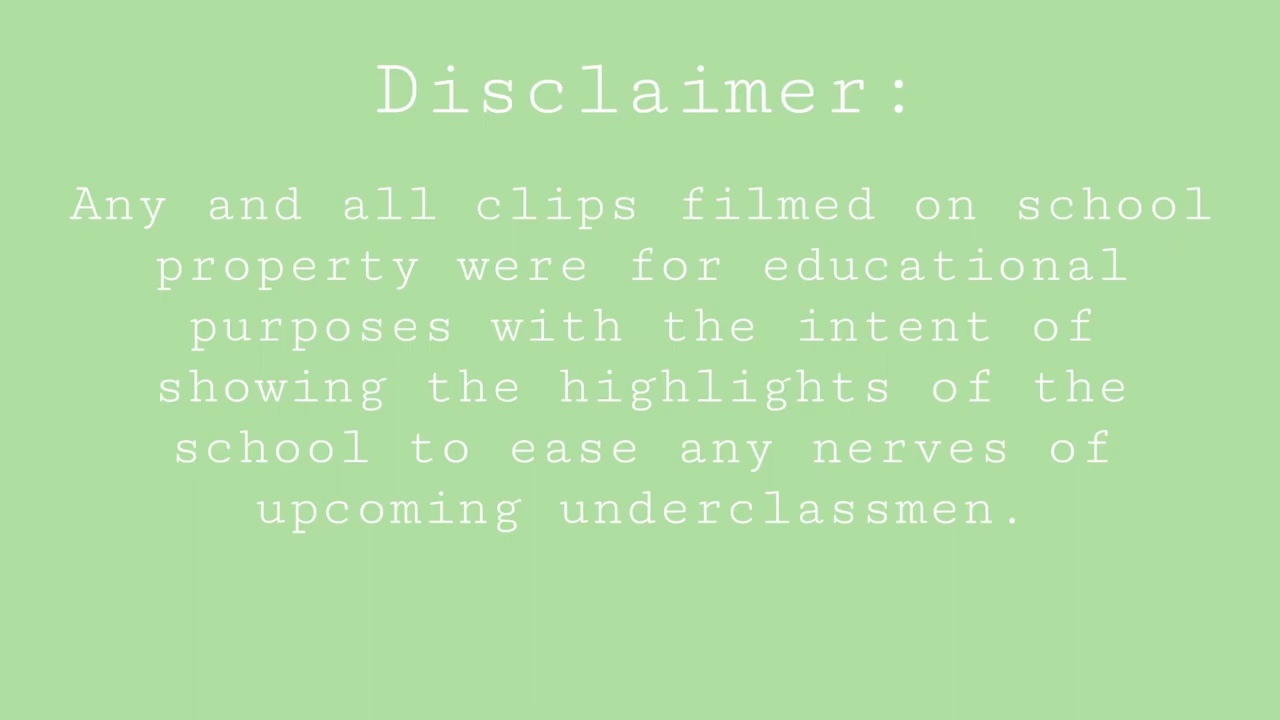 Disclaimer:
Any and all clips filmed on school
property were for educational
purposes with the intent of
showing the highlights of the
school to ease any nerves of
upcoming underclassmen.